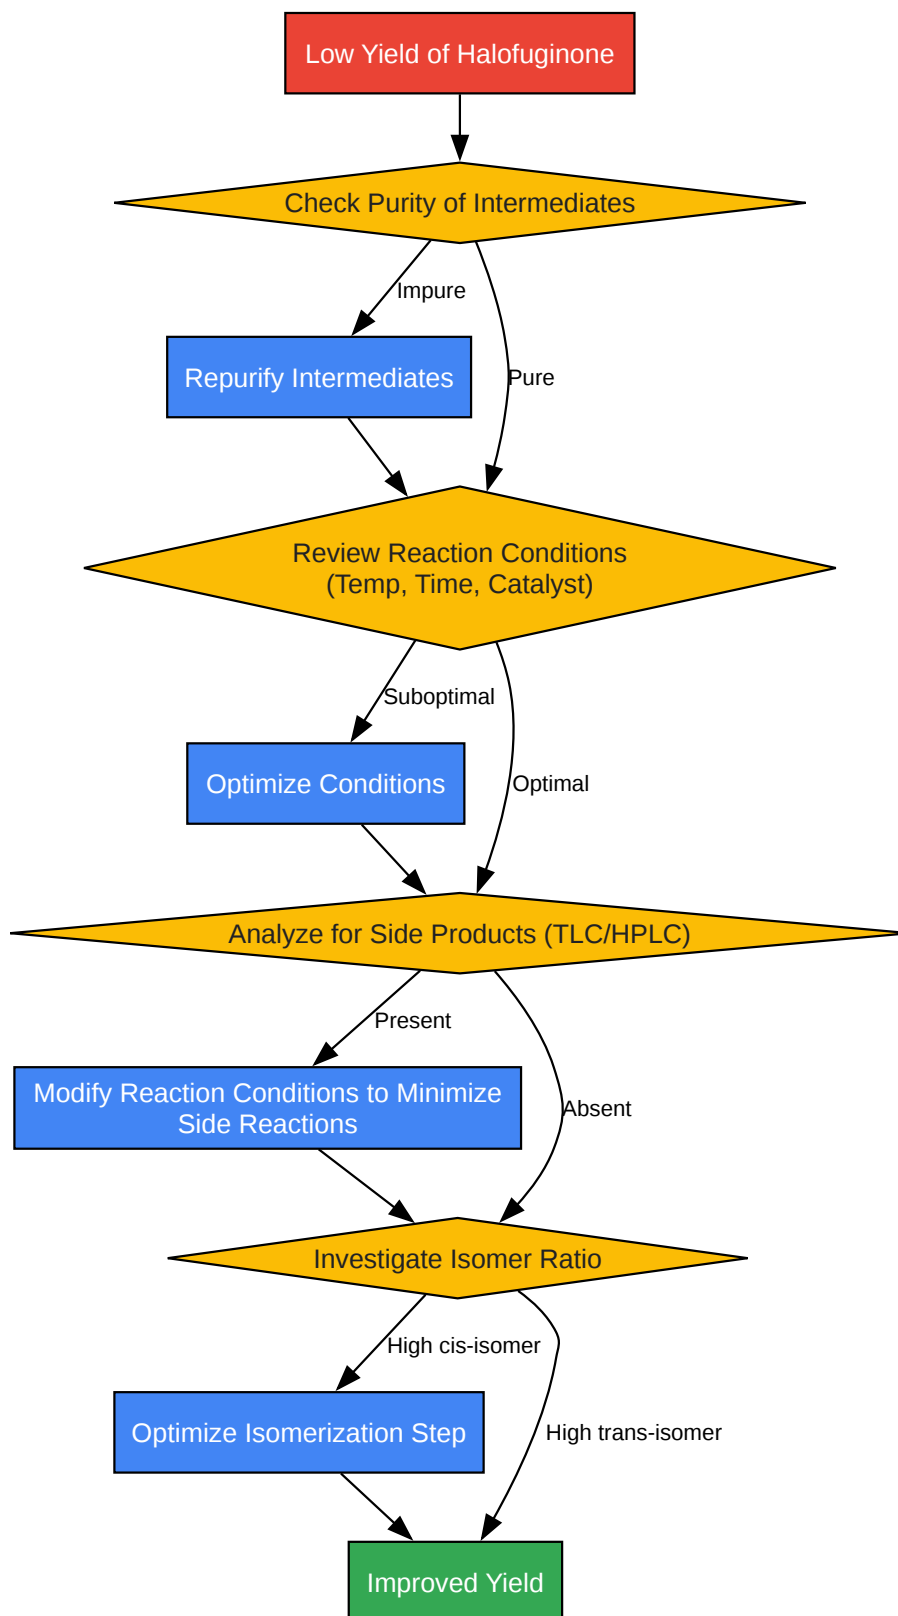 Low Yield of Halofuginone
Check Purity of Intermediates
Impure
Repurify Intermediates
Pure
Review Reaction Conditions
(Temp, Time, Catalyst)
Suboptimal
Optimize Conditions
Optimal
Analyze for Side Products (TLC/HPLC)
Present
Modify Reaction Conditions to Minimize
Side Reactions
Absent
Investigate Isomer Ratio
High cis-isomer
Optimize Isomerization Step
High trans-isomer
Improved Yield